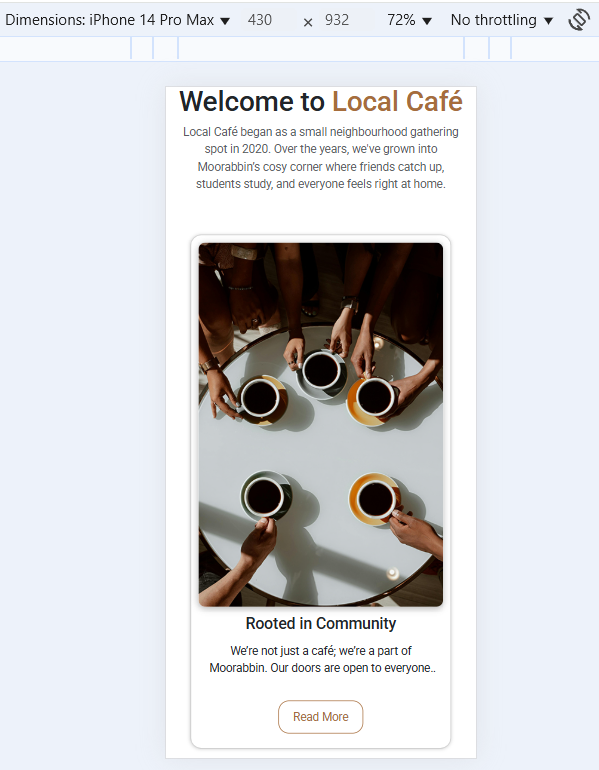 Dimensions: iPhone 14 Pro Max ▼ 430 × 932 72% ▼ No throttling ▼
Welcome to Local Café
Local Café began as a small neighbourhood gathering
spot in 2020. Over the years, we've grown into
Moorabbin's cosy corner where friends catch up,
students study, and everyone feels right at home.
Rooted in Community
We're not just a café; we're a part of
Moorabbin. Our doors are open to everyone..
Read More